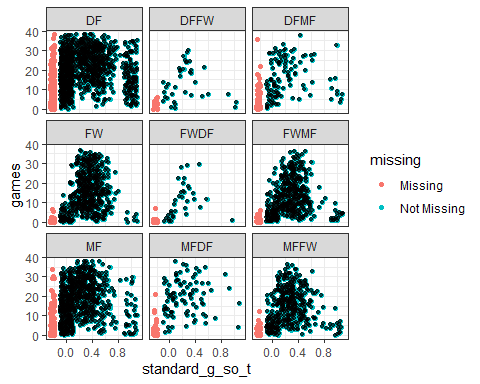 DF DFFW DFMF
40
30
20
10
0
FW FWDF FWMF
40
30
20
10
0
MF MFDF MFFW
40
30
20
10
0
games
0.0 0.4 0.8 0.0 0.4 0.8 0.0 0.4 0.8
standard_g_so_t
missing
Missing
Not Missing